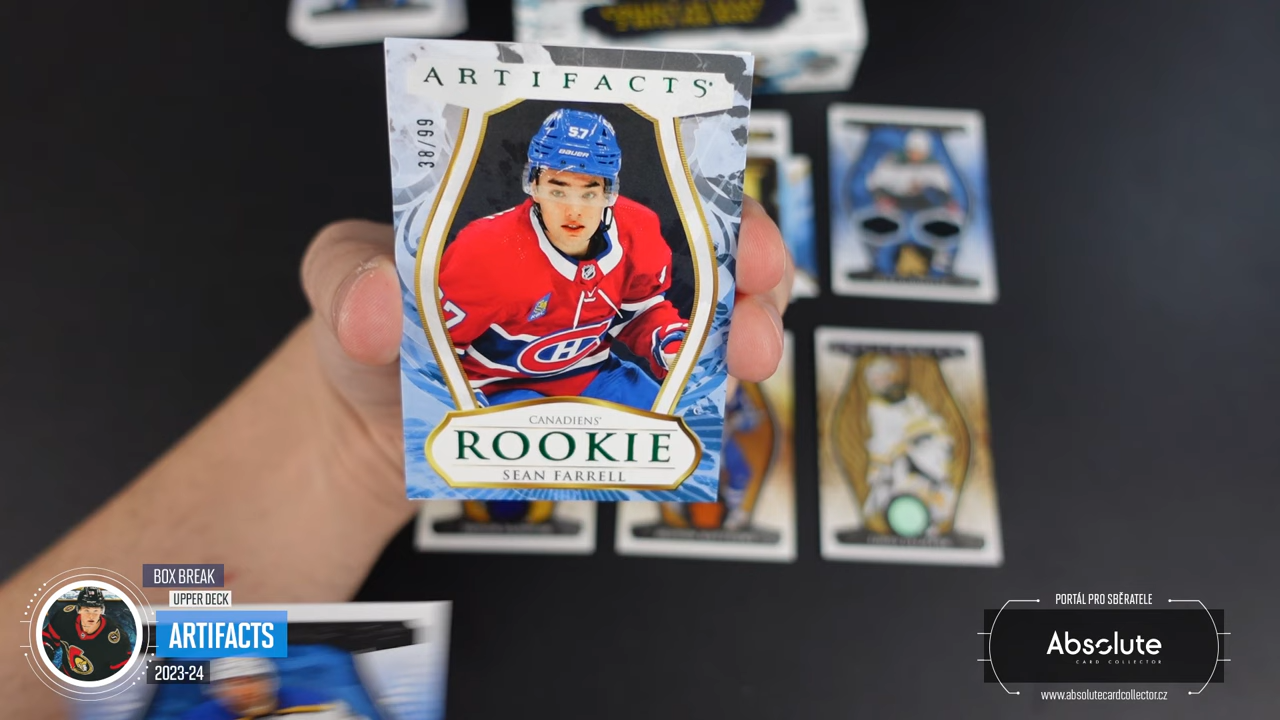 ARTIFACTS
38/99
57
BAUER
57
CANADIENS'
ROOKIE
SEAN FARRELL
BOX BREAK
UPPER DECK
ARTIFACTS
2023-24
PORTÁL PRO SBĚRATELE
Absolute
CARD COLLECTOR
www.absolutecardcollector.cz